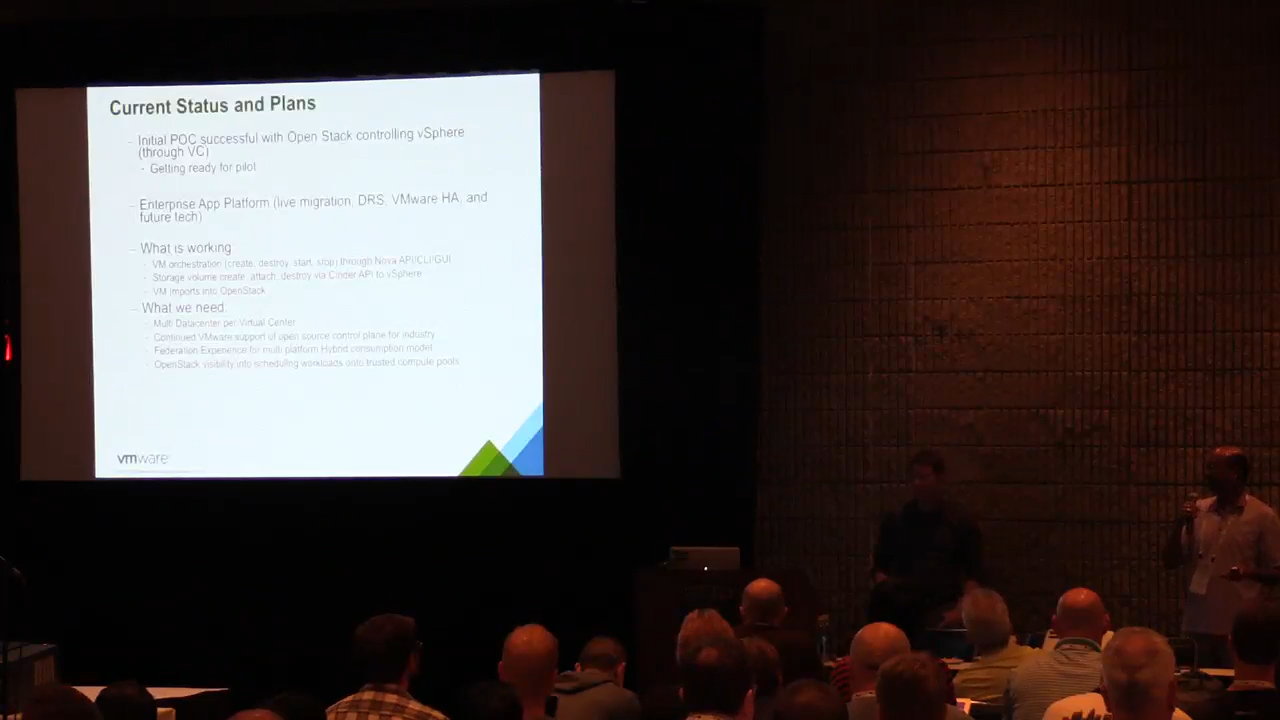 Current Status and Plans
– Initial POC successful with Open Stack controlling vSphere
(through VC)
- Getting ready for pilot
– Enterprise App Platform (live migration, DRS, VMware HA, and
future tech)
– What is working
- VM orchestration (create, destroy, start, stop) through Nova API/CLI/GUI
- Storage volume create, attach, destroy via Cinder API to vSphere
- VM Imports into OpenStack
– What we need:
- Multi Datacenter per Virtual Center
- Continued VMware support of open source control plane for industry
- Federation Experience for multi platform Hybrid consumption model
- OpenStack visibility into scheduling workloads onto trusted compute pools
vmware